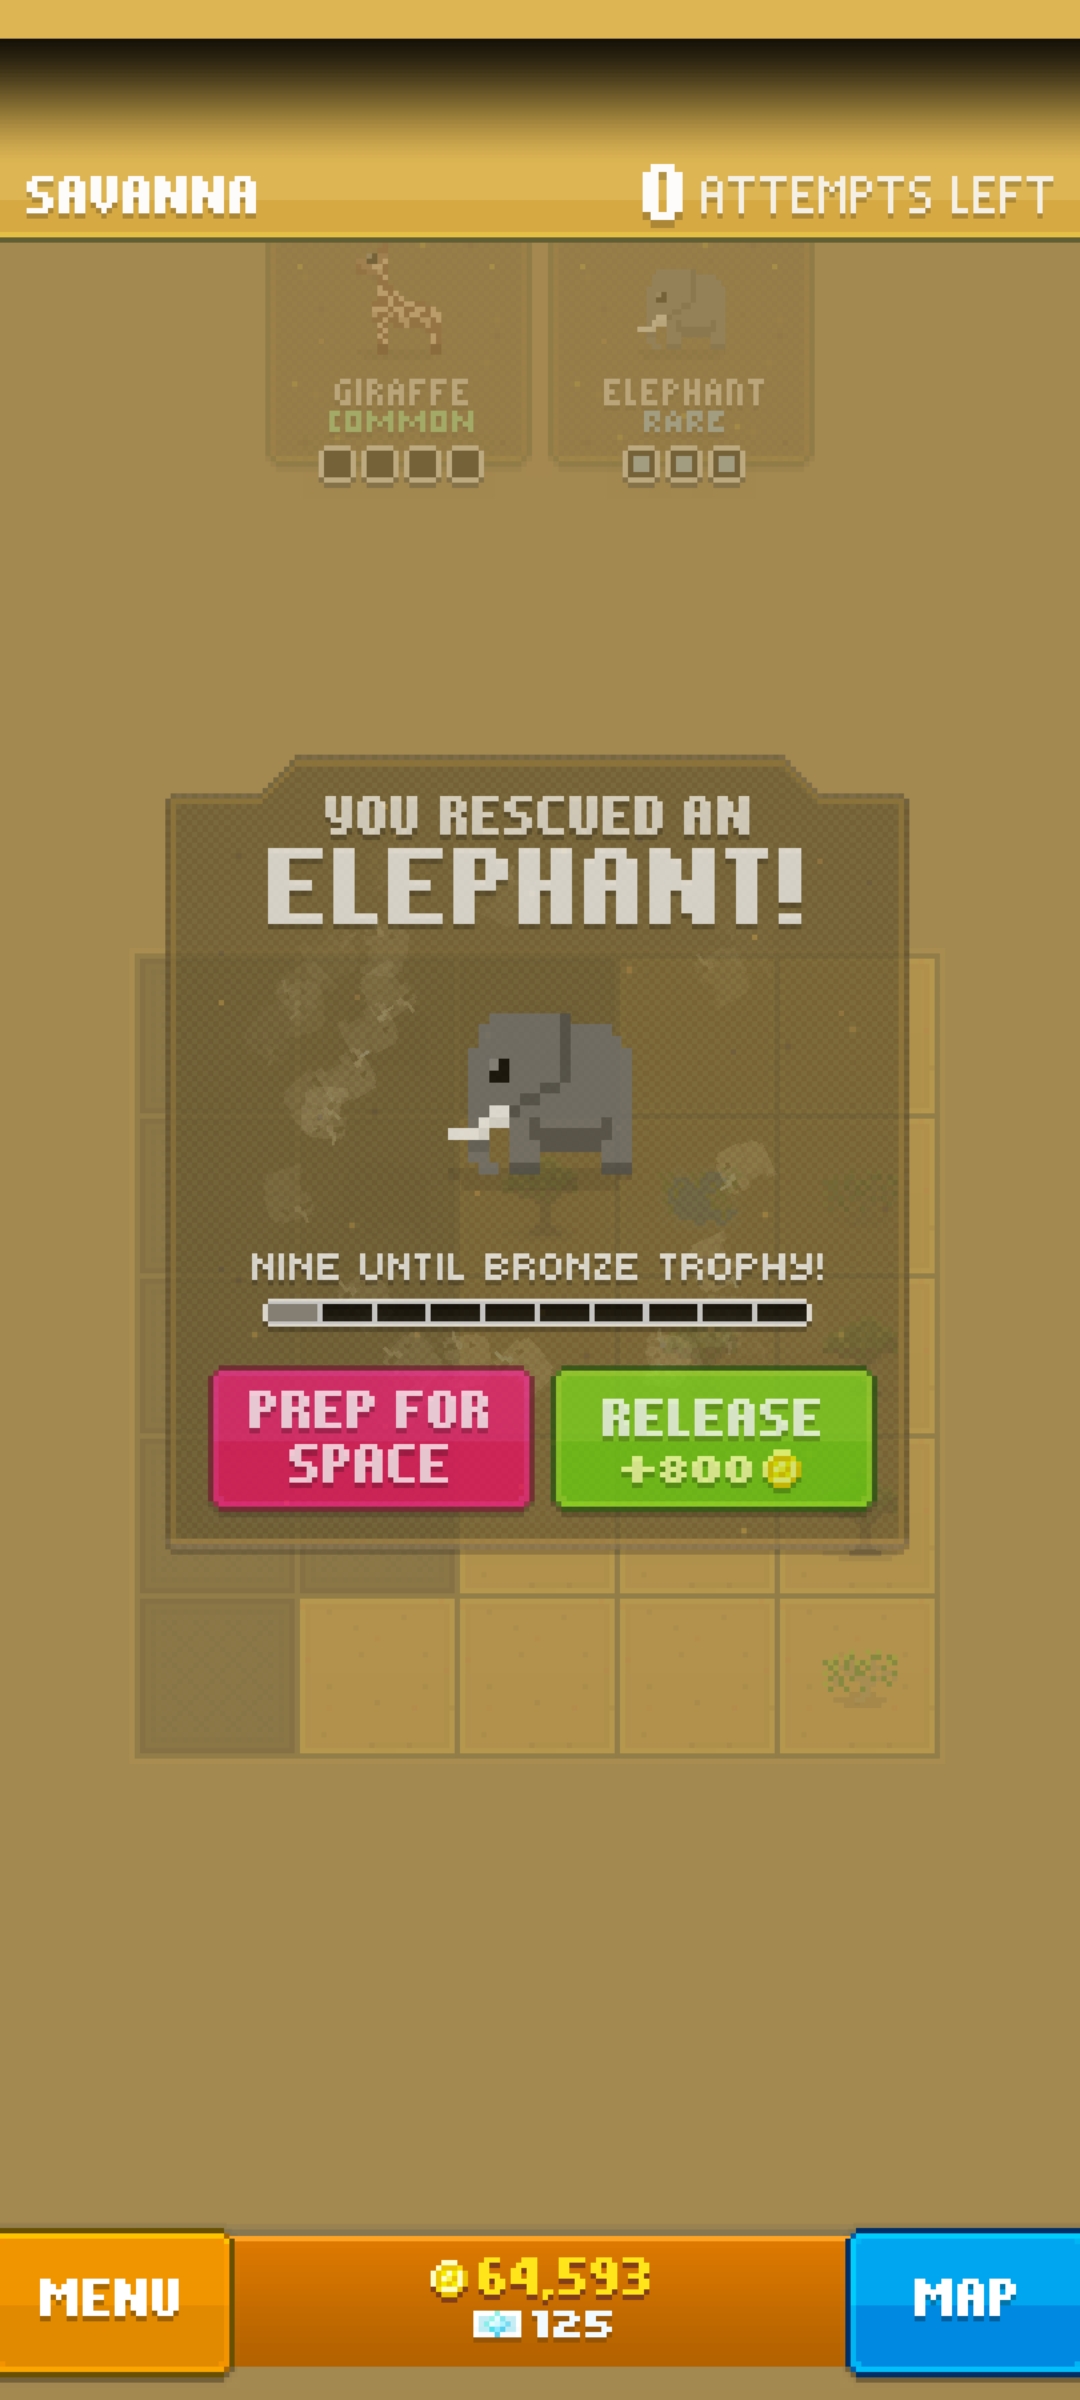 SAVANNA
0 ATTEMPTS LEFT
GIRAFFE
COMMON
ELEPHANT
RARE
YOU RESCUED AN
ELEPHANT!
NINE UNTIL BRONZE TROPHY!
PREP FOR
SPACE
RELEASE
+800
MENU
64,593
125
MAP